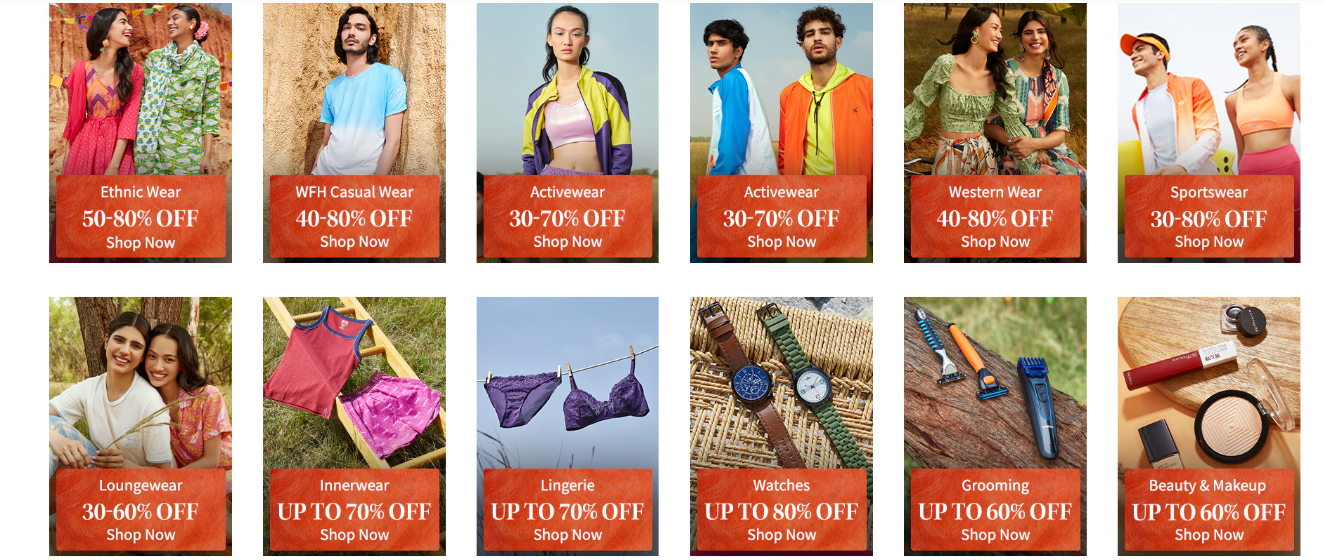 Ethnic Wear
50-80% OFF
Shop Now
WFH Casual Wear
40-80% OFF
Shop Now
Activewear
30-70% OFF
Shop Now
Activewear
30-70% OFF
Shop Now
Western Wear
40-80% OFF
Shop Now
Sportswear
30-80% OFF
Shop Now
Loungewear
30-60% OFF
Shop Now
Innerwear
UP TO 70% OFF
Shop Now
Lingerie
UP TO 70% OFF
Shop Now
Watches
UP TO 80% OFF
Shop Now
Grooming
UP TO 60% OFF
Shop Now
Beauty & Makeup
UP TO 60% OFF
Shop Now